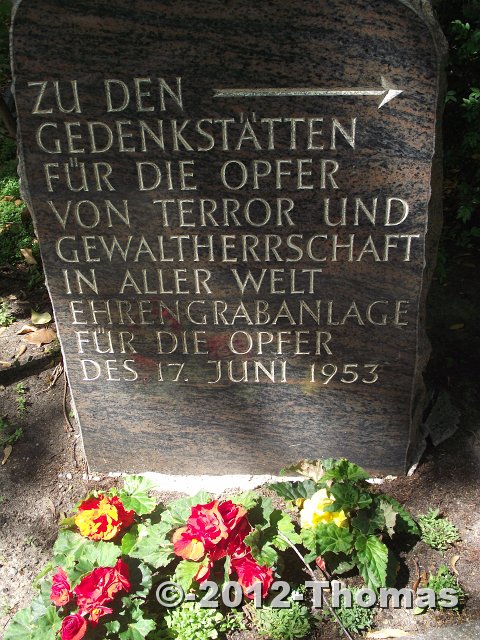 ZU DEN
GEDENKSTÄTTEN
FÜR DIE OPFER
VON TERROR UND
GEWALTHERRSCHAFT
IN ALLER WELT
EHRENGRABANLAGE
FÜR DIE OPFER
DES 17. JUNI 1953
©-2012-Thomas©